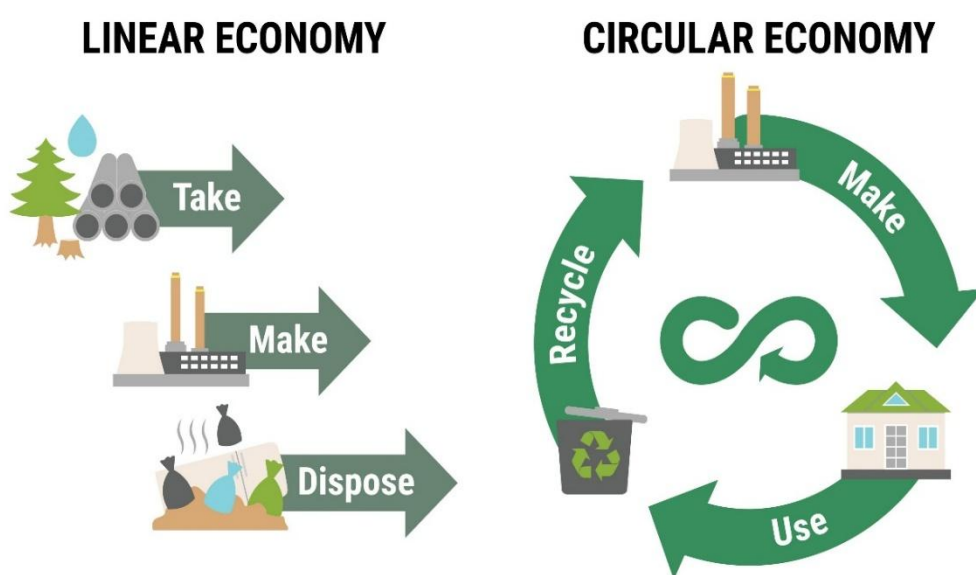 LINEAR ECONOMY
Take
Make
Dispose
CIRCULAR ECONOMY
Make
Use
Recycle